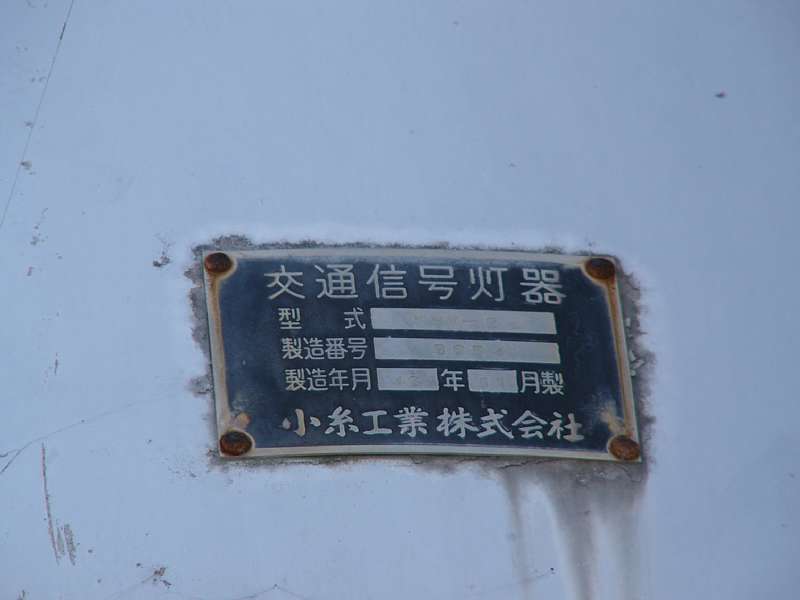 交通信号灯器
型 式
製造番号
製造年月 年 月製
小糸工業株式会社